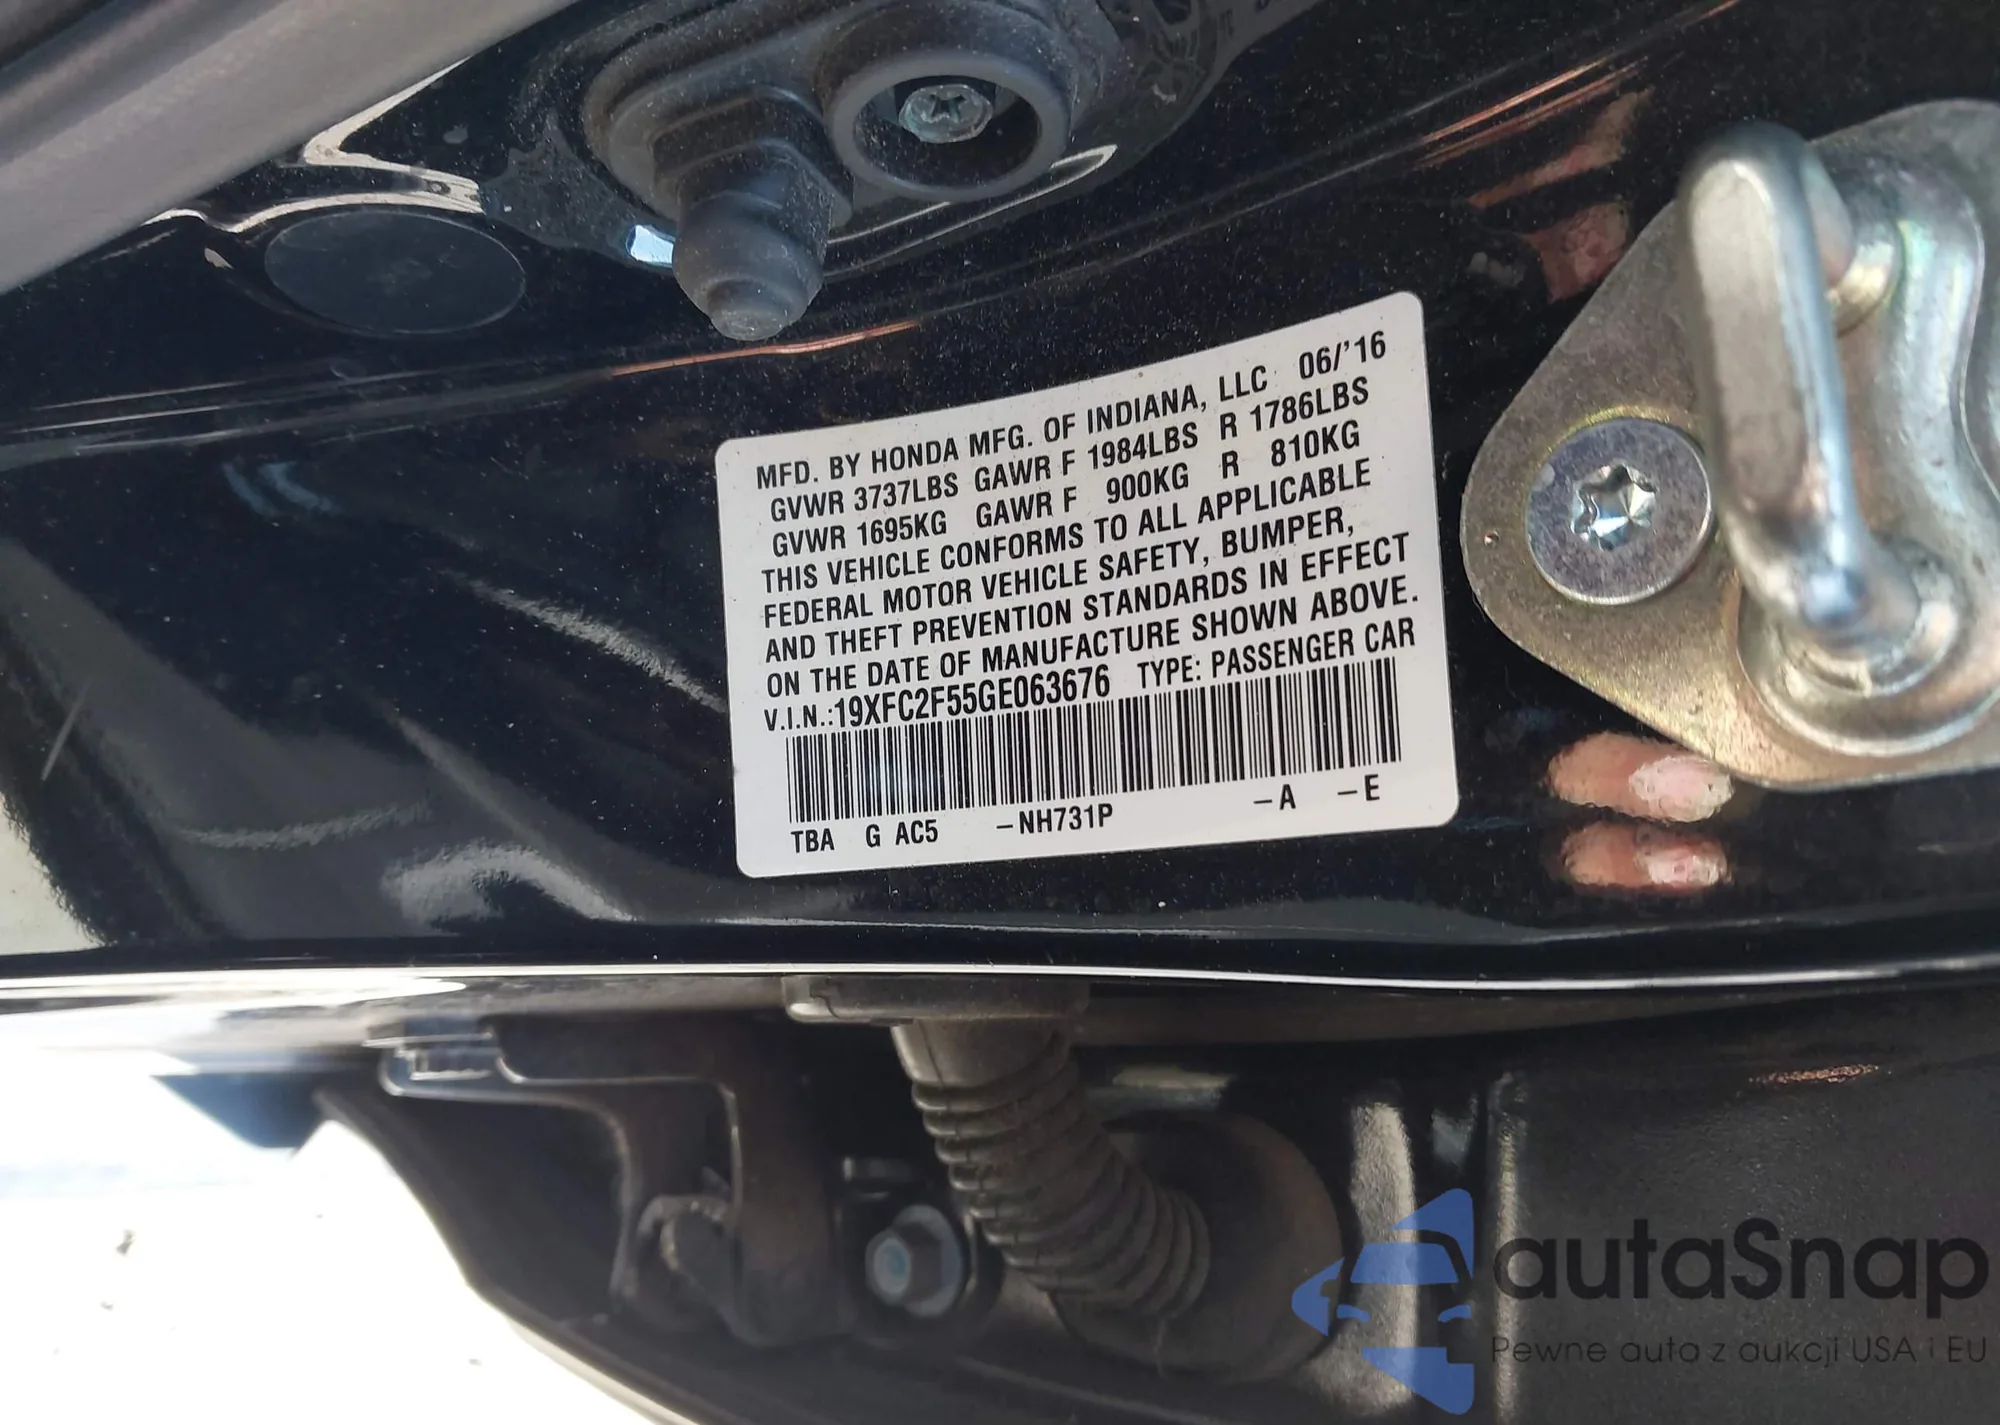 MFD. BY HONDA MFG. OF INDIANA, LLC 06/'16
GVWR 3737LBS GAWR F 1984LBS R 1786LBS
GVWR 1695KG GAWR F 900KG R 810KG
THIS VEHICLE CONFORMS TO ALL APPLICABLE
FEDERAL MOTOR VEHICLE SAFETY, BUMPER,
AND THEFT PREVENTION STANDARDS IN EFFECT
ON THE DATE OF MANUFACTURE SHOWN ABOVE.
V.I.N.:19XFC2F55GE063676 TYPE: PASSENGER CAR
TBA G AC5 –NH731P –A –E
autaSnap
Pewne auta z aukcji USA i EU